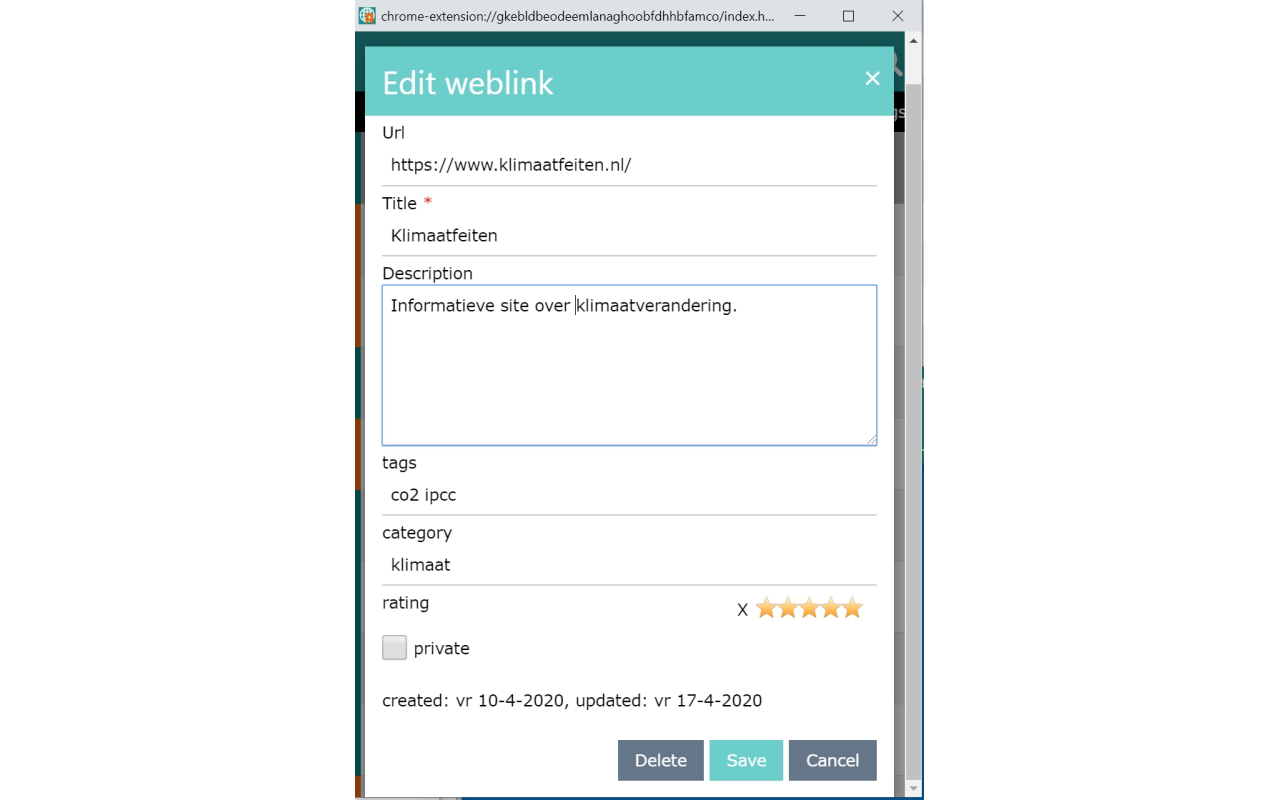 chrome-extension://gkebldbeodeemlanaghoobfdhhbfamco/index.h...
Edit weblink
×
Url
https://www.klimaatfeiten.nl/
Title *
Klimaatfeiten
Description
Informatieve site over klimaatverandering.
tags
co2 ipcc
category
klimaat
rating
X
private
created: vr 10-4-2020, updated: vr 17-4-2020
Delete Save Cancel